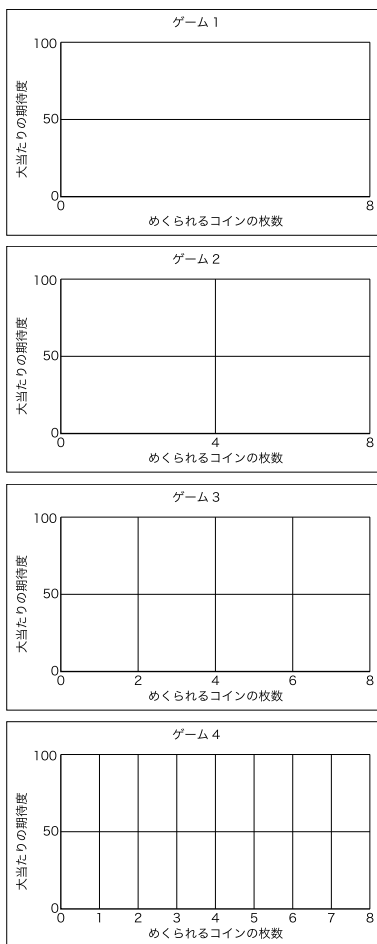 ゲーム 1
大当たりの期待度
100
50
0
0 8
めくられるコインの枚数
ゲーム 2
大当たりの期待度
100
50
0
0 4 8
めくられるコインの枚数
ゲーム 3
大当たりの期待度
100
50
0
0 2 4 6 8
めくられるコインの枚数
ゲーム 4
大当たりの期待度
100
50
0
0 1 2 3 4 5 6 7 8
めくられるコインの枚数